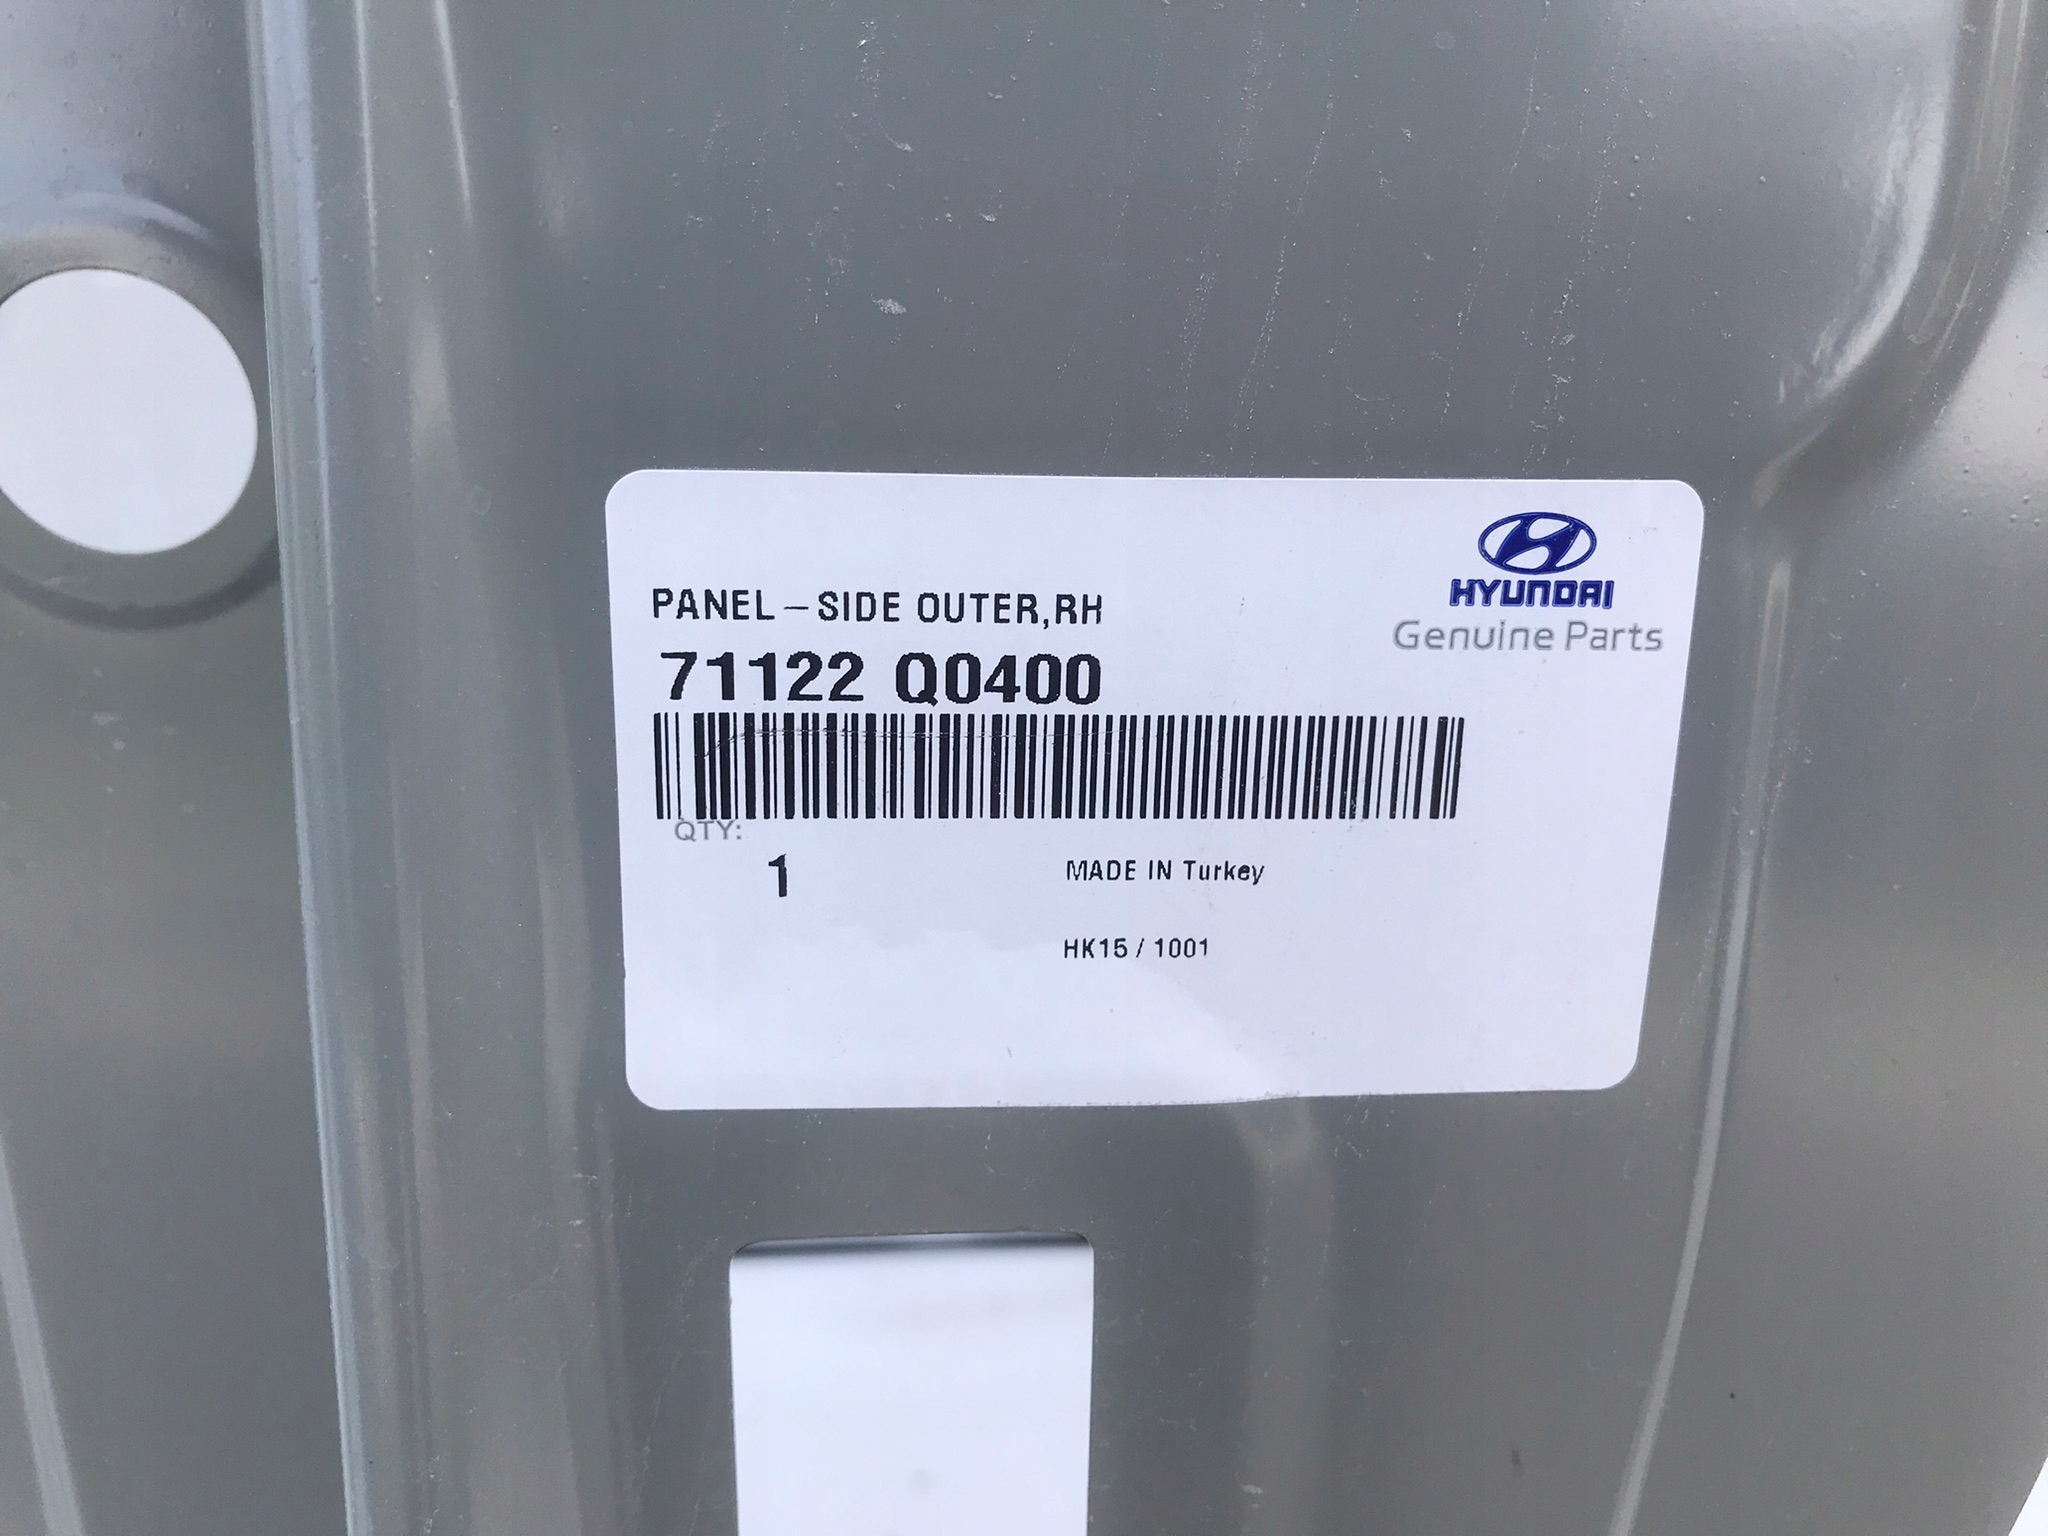 HYUNDAI
Genuine Parts
PANEL – SIDE OUTER,RH
71122 Q0400
QTY:
1
MADE IN Turkey
HK15 / 1001